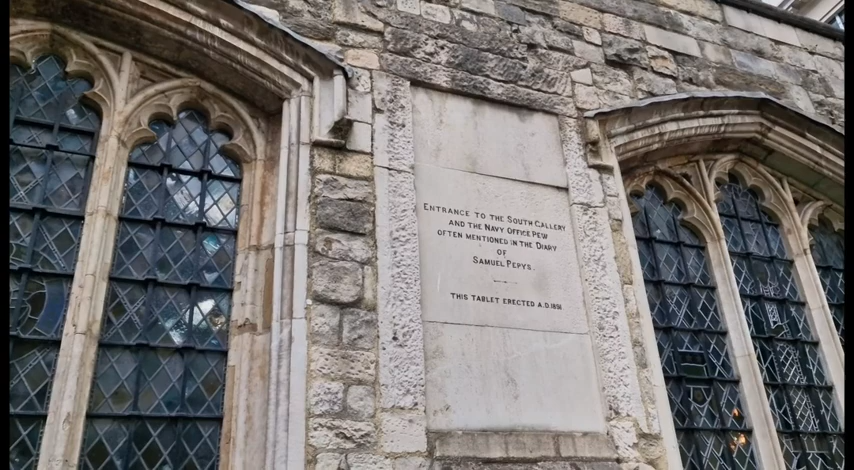 Entrance to the South Gallery
and the Navy Office Pew
often mentioned in the Diary
of
Samuel Pepys.
This tablet erected A.D.1891